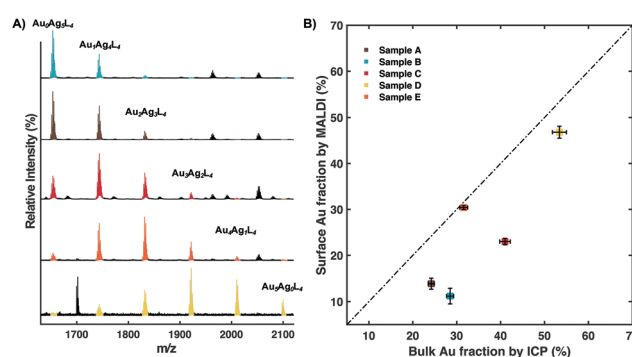 A)
Au₀Ag₅L₄
Au₁Ag₄L₄
Au₂Ag₃L₄
Au₃Ag₂L₄
Au₄Ag₁L₄
Au₅Ag₀L₄
Relative Intensity (%)
1700 1800 1900 2000 2100
m/z
B)
Surface Au fraction by MALDI (%)
70
60
50
40
30
20
10
Sample A
Sample B
Sample C
Sample D
Sample E
10 20 30 40 50 60 70
Bulk Au fraction by ICP (%)